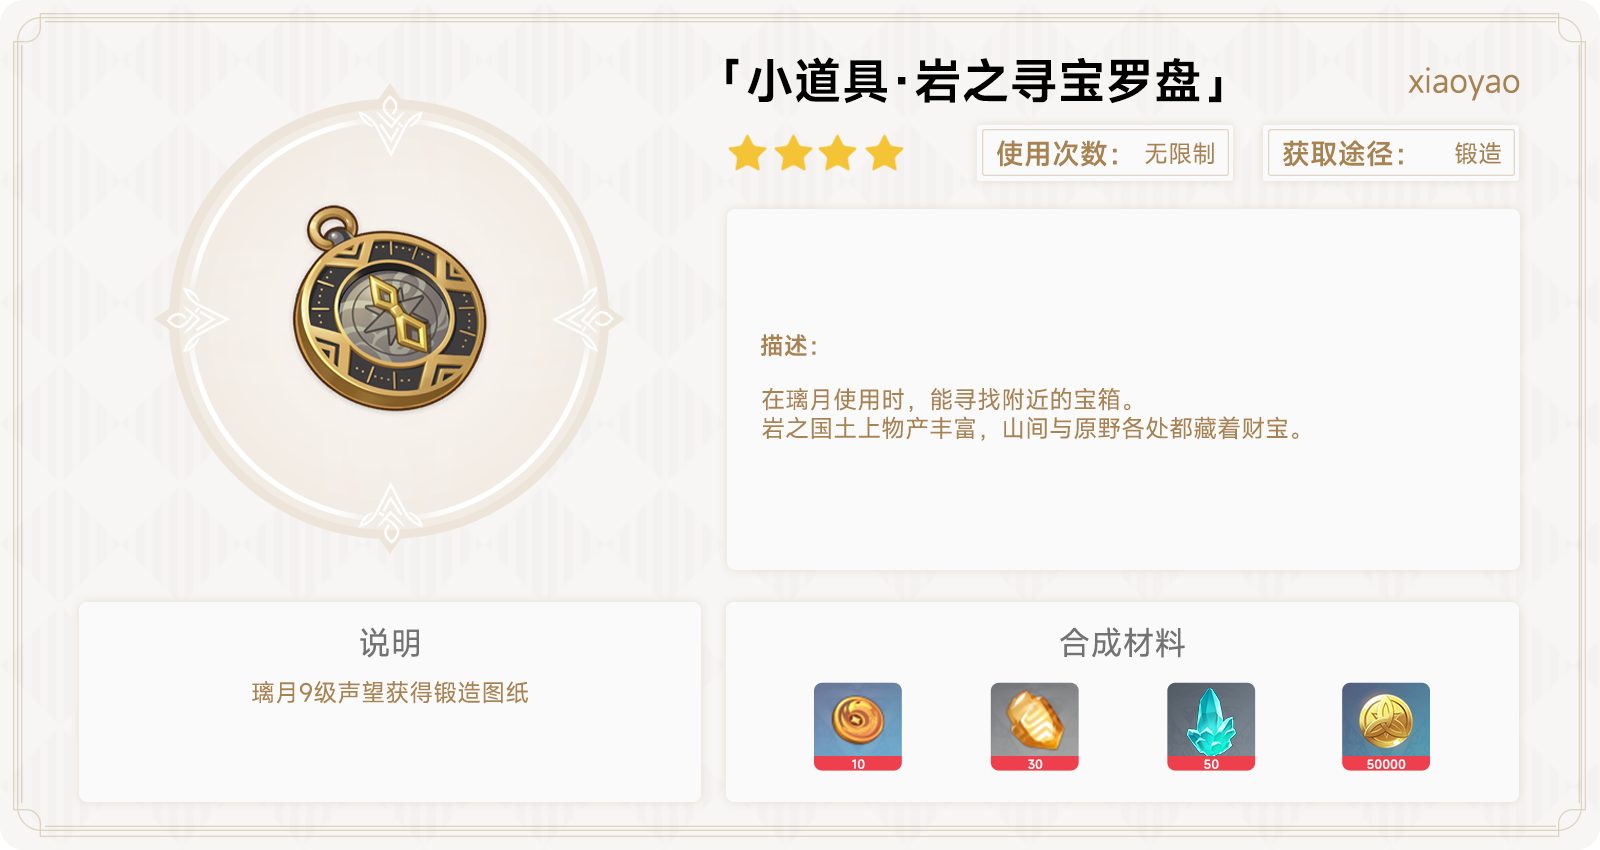 「小道具·岩之寻宝罗盘」
xiaoyao
使用次数： 无限制
获取途径： 锻造
描述：
在璃月使用时，能寻找附近的宝箱。
岩之国土上物产丰富，山间与原野各处都藏着财宝。
说明
璃月9级声望获得锻造图纸
合成材料
10
30
50
50000